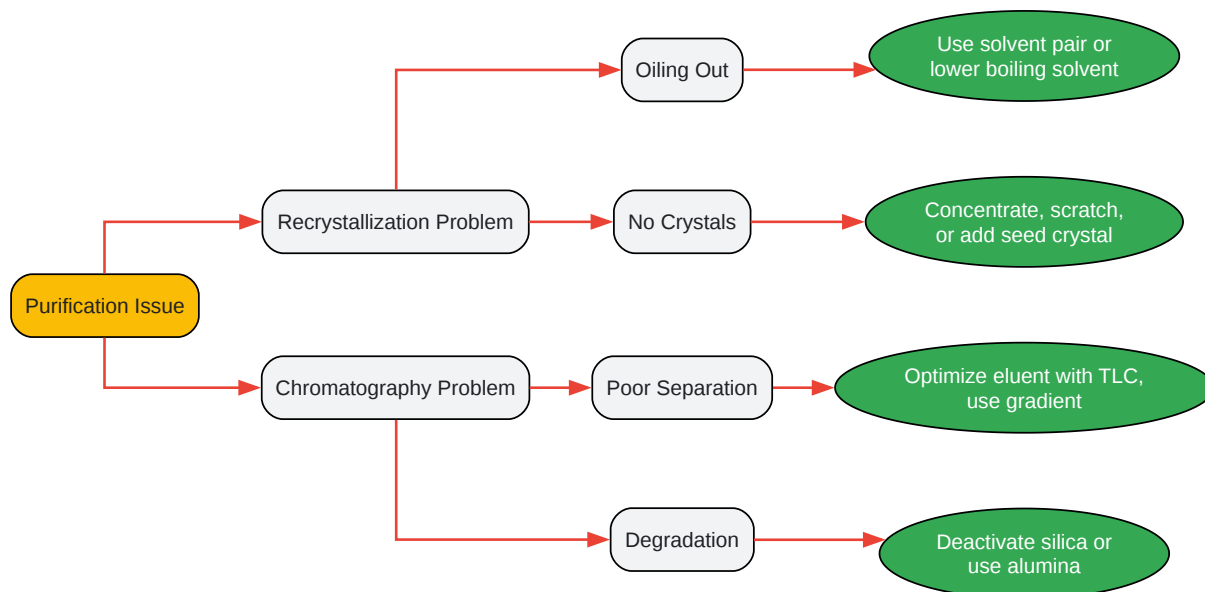 Purification Issue
Recrystallization Problem
Oiling Out
Use solvent pair or
lower boiling solvent
No Crystals
Concentrate, scratch,
or add seed crystal
Chromatography Problem
Poor Separation
Optimize eluent with TLC,
use gradient
Degradation
Deactivate silica or
use alumina